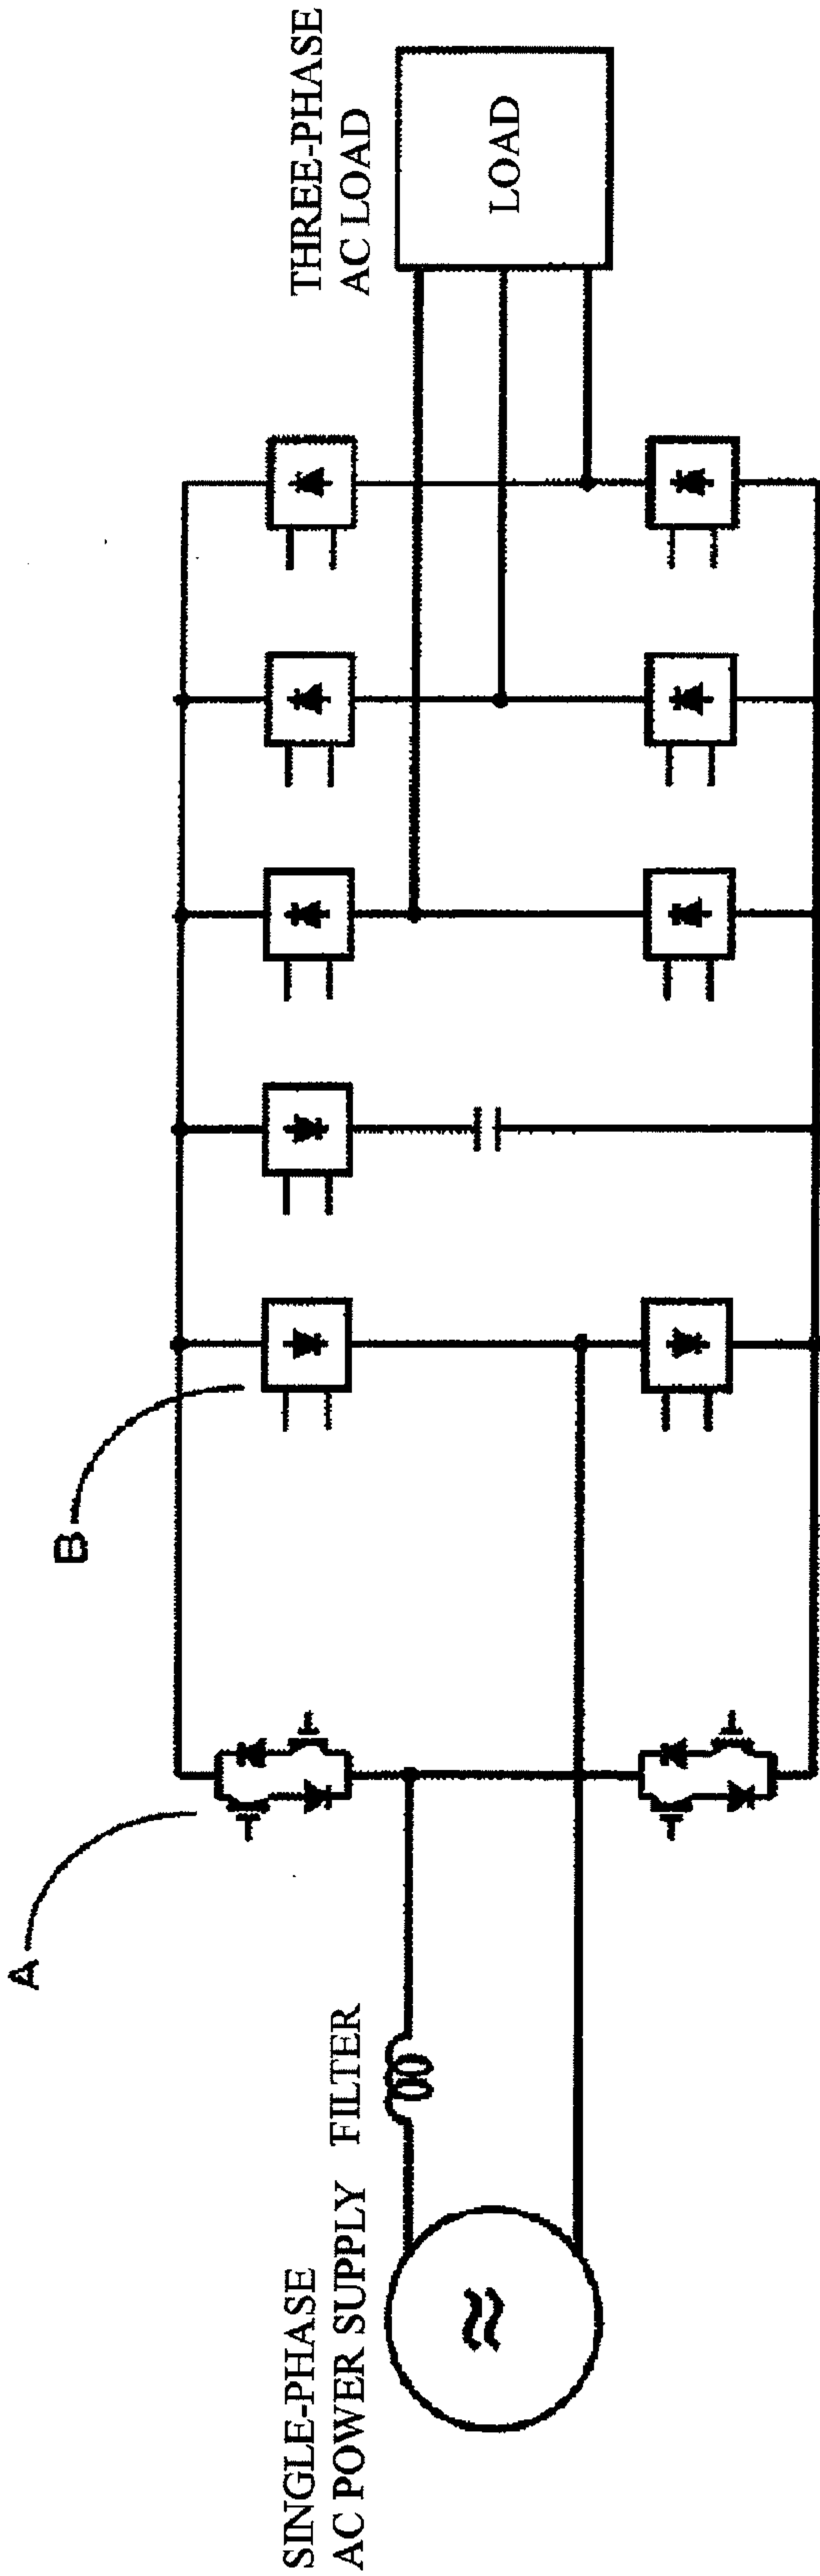 SINGLE-PHASE
AC POWER SUPPLY
FILTER
A
B
THREE-PHASE
AC LOAD
LOAD